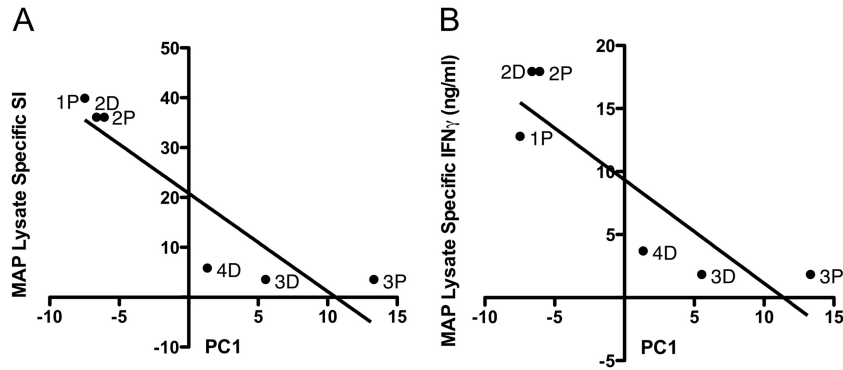 A
MAP Lysate Specific SI
50
40
30
20
10
-10
-10
-5
5
10
15
PC1
1P
2D
2P
4D
3D
3P
B
MAP Lysate Specific IFNγ (ng/ml)
20
15
10
5
-5
-10
-5
5
10
15
PC1
2D
2P
1P
4D
3D
3P